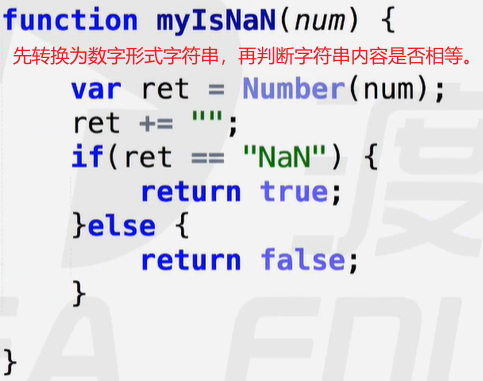 function myIsNaN(num) {
先转换为数字形式字符串，再判断字符串内容是否相等。
var ret = Number(num);
ret += "";
if(ret == "NaN") {
return true;
}else {
return false;
}
}